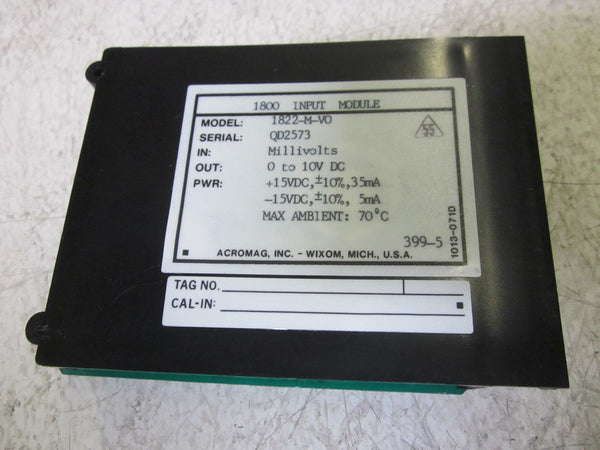 1800 INPUT MODULE
MODEL: 1822-M-VO
SERIAL: QD2573
IN: Millivolts
OUT: 0 to 10V DC
PWR: +15VDC,±10%,35mA
-15VDC,±10%, 5mA
MAX AMBIENT: 70°C
55
399-5
1013-071D
ACROMAG, INC. - WIXOM, MICH., U.S.A.
TAG NO.
CAL-IN: